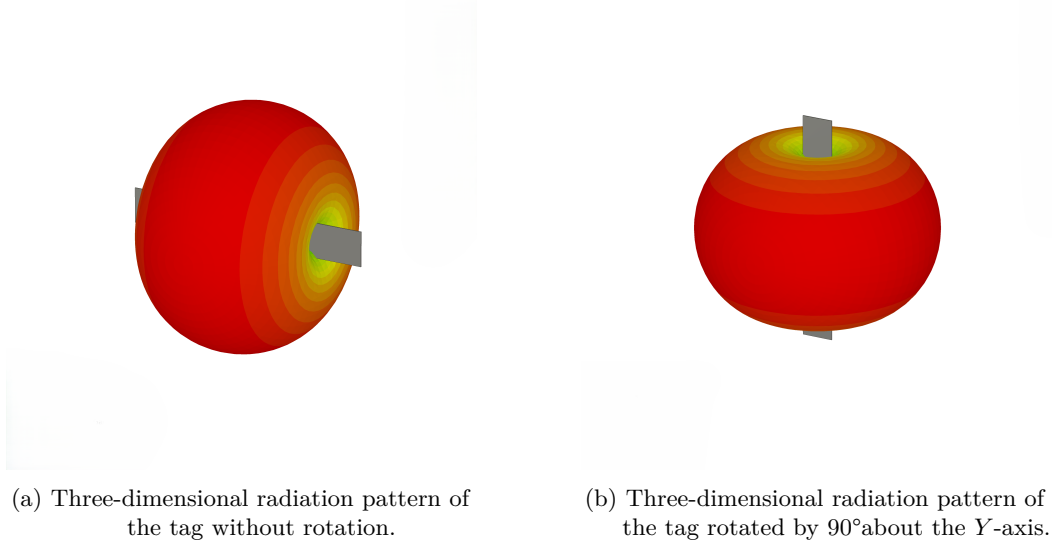 (a) Three-dimensional radiation pattern of
the tag without rotation.
(b) Three-dimensional radiation pattern of
the tag rotated by 90°about the Y-axis.